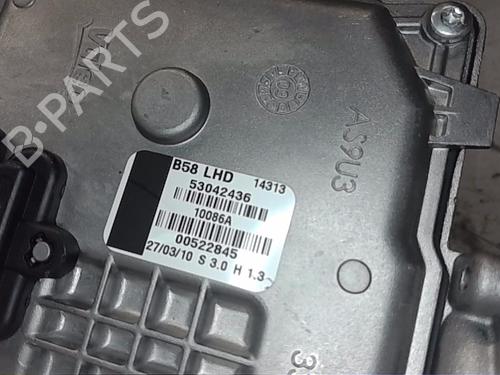 B-PARTS
AS9U3
B58 LHD 14313
53042436
10086A
00522845
27/03/10 S 3.0 H 1.3